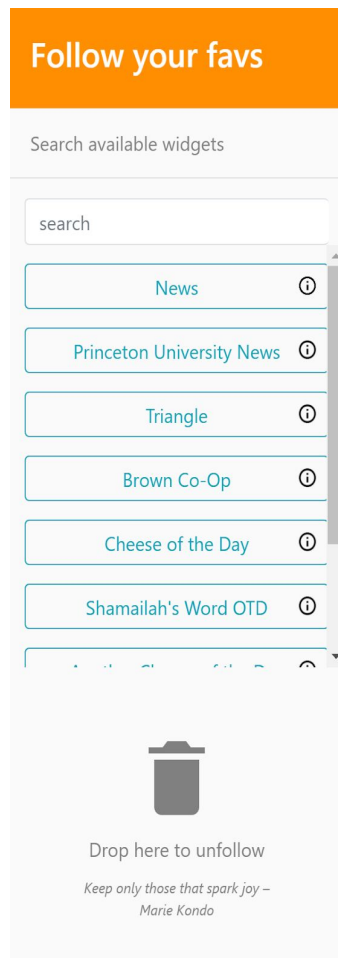 Follow your favs
Search available widgets
search
News
Princeton University News
Triangle
Brown Co-Op
Cheese of the Day
Shamailah's Word OTD
Drop here to unfollow
Keep only those that spark joy –
Marie Kondo